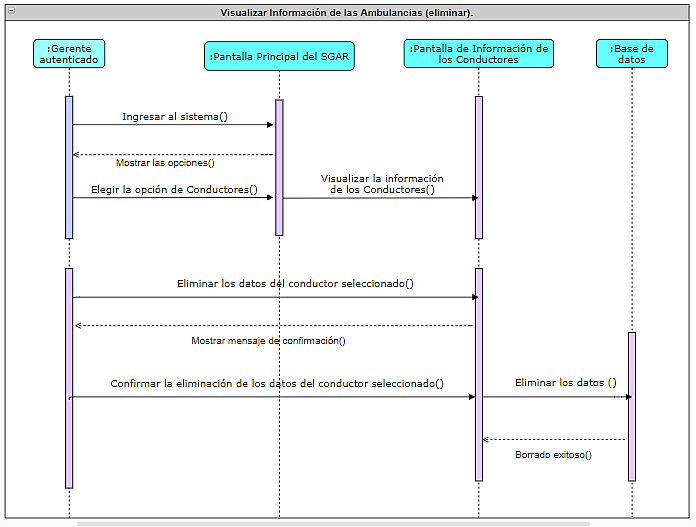 Visualizar Información de las Ambulancias (eliminar).
:Gerente
autenticado
:Pantalla Principal del SGAR
:Pantalla de Información de
los Conductores
:Base de
datos
Ingresar al sistema()
Mostrar las opciones()
Elegir la opción de Conductores()
Visualizar la información
de los Conductores()
Eliminar los datos del conductor seleccionado()
Mostrar mensaje de confirmación()
Confirmar la eliminación de los datos del conductor seleccionado()
Eliminar los datos ()
Borrado exitoso()